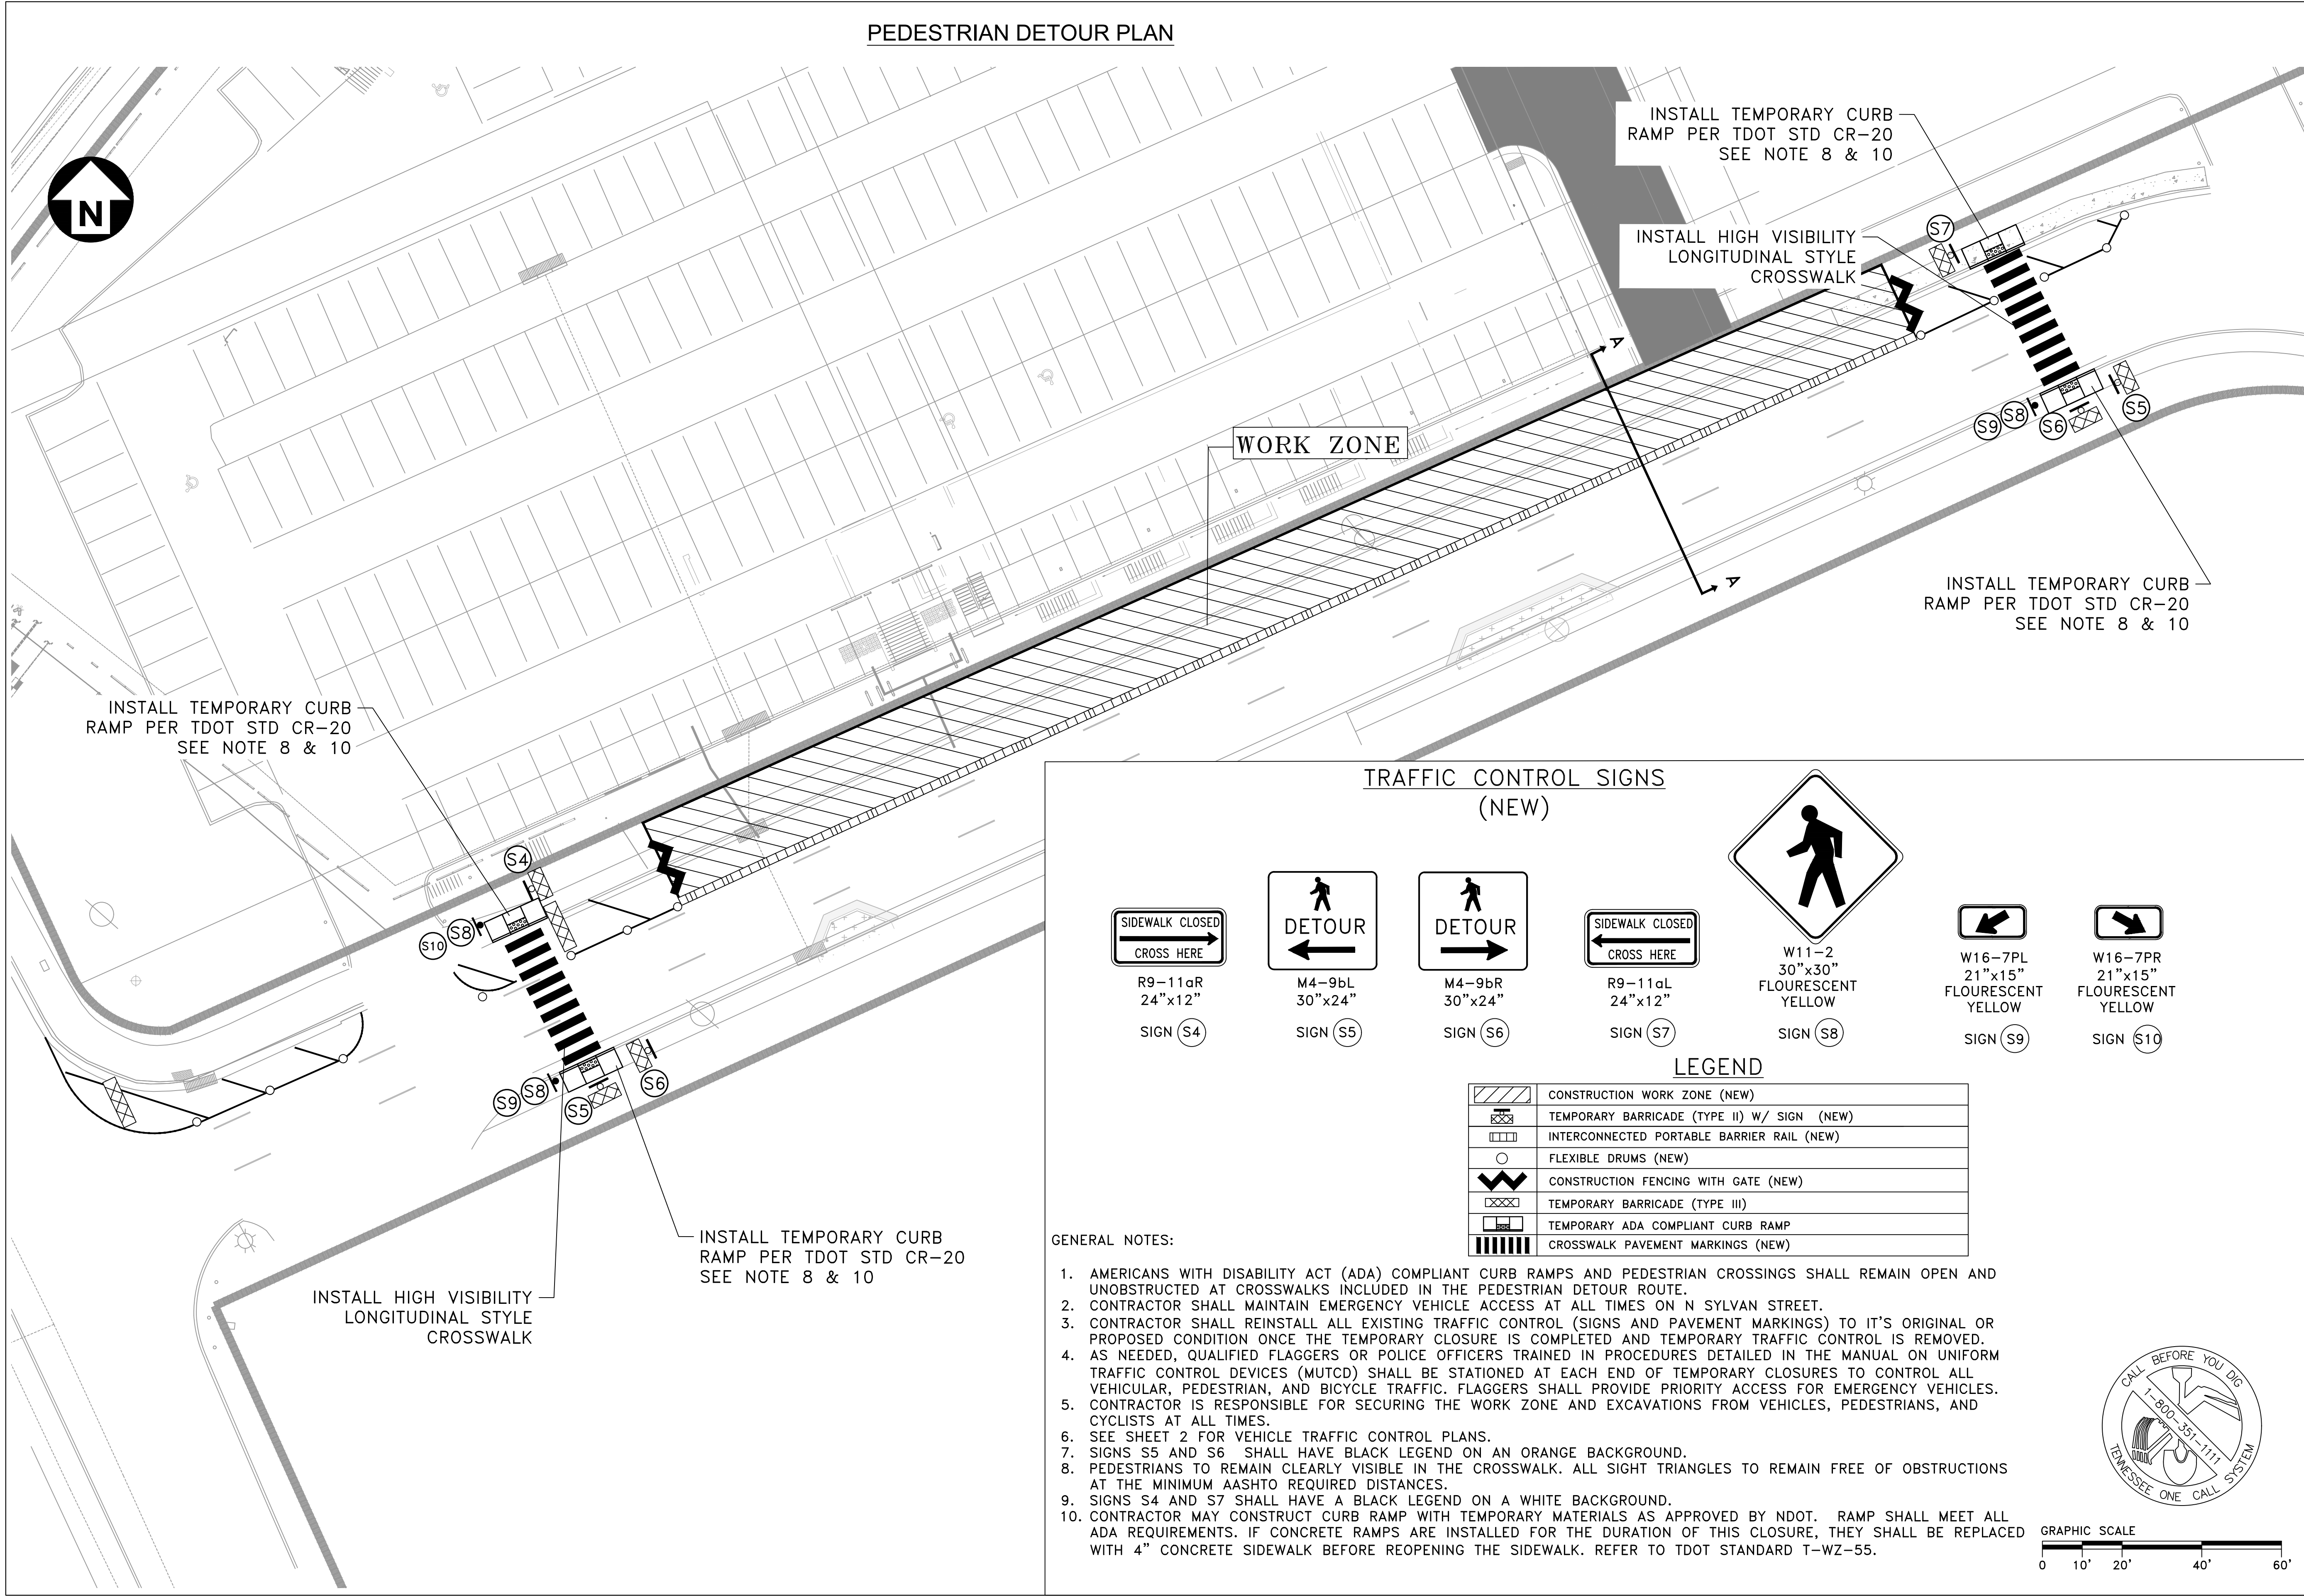 PEDESTRIAN DETOUR PLAN
N
INSTALL TEMPORARY CURB
RAMP PER TDOT STD CR-20
SEE NOTE 8 & 10
INSTALL HIGH VISIBILITY
LONGITUDINAL STYLE
CROSSWALK
S7
A
WORK ZONE
S9 S8 S6 S5
A
INSTALL TEMPORARY CURB
RAMP PER TDOT STD CR-20
SEE NOTE 8 & 10
INSTALL TEMPORARY CURB
RAMP PER TDOT STD CR-20
SEE NOTE 8 & 10
S4
S10 S8
S9 S8 S5 S6
INSTALL TEMPORARY CURB
RAMP PER TDOT STD CR-20
SEE NOTE 8 & 10
INSTALL HIGH VISIBILITY
LONGITUDINAL STYLE
CROSSWALK
TRAFFIC CONTROL SIGNS
(NEW)
SIDEWALK CLOSED
CROSS HERE
R9-11aR
24"x12"
SIGN S4
DETOUR
M4-9bL
30"x24"
SIGN S5
DETOUR
M4-9bR
30"x24"
SIGN S6
SIDEWALK CLOSED
CROSS HERE
R9-11aL
24"x12"
SIGN S7
W11-2
30"x30"
FLOURESCENT
YELLOW
SIGN S8
W16-7PL
21"x15"
FLOURESCENT
YELLOW
SIGN S9
W16-7PR
21"x15"
FLOURESCENT
YELLOW
SIGN S10
LEGEND
CONSTRUCTION WORK ZONE (NEW)
TEMPORARY BARRICADE (TYPE II) W/ SIGN (NEW)
INTERCONNECTED PORTABLE BARRIER RAIL (NEW)
FLEXIBLE DRUMS (NEW)
CONSTRUCTION FENCING WITH GATE (NEW)
TEMPORARY BARRICADE (TYPE III)
TEMPORARY ADA COMPLIANT CURB RAMP
CROSSWALK PAVEMENT MARKINGS (NEW)
GENERAL NOTES:
1. AMERICANS WITH DISABILITY ACT (ADA) COMPLIANT CURB RAMPS AND PEDESTRIAN CROSSINGS SHALL REMAIN OPEN AND
UNOBSTRUCTED AT CROSSWALKS INCLUDED IN THE PEDESTRIAN DETOUR ROUTE.
2. CONTRACTOR SHALL MAINTAIN EMERGENCY VEHICLE ACCESS AT ALL TIMES ON N SYLVAN STREET.
3. CONTRACTOR SHALL REINSTALL ALL EXISTING TRAFFIC CONTROL (SIGNS AND PAVEMENT MARKINGS) TO IT'S ORIGINAL OR
PROPOSED CONDITION ONCE THE TEMPORARY CLOSURE IS COMPLETED AND TEMPORARY TRAFFIC CONTROL IS REMOVED.
4. AS NEEDED, QUALIFIED FLAGGERS OR POLICE OFFICERS TRAINED IN PROCEDURES DETAILED IN THE MANUAL ON UNIFORM
TRAFFIC CONTROL DEVICES (MUTCD) SHALL BE STATIONED AT EACH END OF TEMPORARY CLOSURES TO CONTROL ALL
VEHICULAR, PEDESTRIAN, AND BICYCLE TRAFFIC. FLAGGERS SHALL PROVIDE PRIORITY ACCESS FOR EMERGENCY VEHICLES.
5. CONTRACTOR IS RESPONSIBLE FOR SECURING THE WORK ZONE AND EXCAVATIONS FROM VEHICLES, PEDESTRIANS, AND
CYCLISTS AT ALL TIMES.
6. SEE SHEET 2 FOR VEHICLE TRAFFIC CONTROL PLANS.
7. SIGNS S5 AND S6 SHALL HAVE BLACK LEGEND ON AN ORANGE BACKGROUND.
8. PEDESTRIANS TO REMAIN CLEARLY VISIBLE IN THE CROSSWALK. ALL SIGHT TRIANGLES TO REMAIN FREE OF OBSTRUCTIONS
AT THE MINIMUM AASHTO REQUIRED DISTANCES.
9. SIGNS S4 AND S7 SHALL HAVE A BLACK LEGEND ON A WHITE BACKGROUND.
10. CONTRACTOR MAY CONSTRUCT CURB RAMP WITH TEMPORARY MATERIALS AS APPROVED BY NDOT. RAMP SHALL MEET ALL
ADA REQUIREMENTS. IF CONCRETE RAMPS ARE INSTALLED FOR THE DURATION OF THIS CLOSURE, THEY SHALL BE REPLACED
WITH 4" CONCRETE SIDEWALK BEFORE REOPENING THE SIDEWALK. REFER TO TDOT STANDARD T-WZ-55.
CALL BEFORE YOU DIG
1-800-351-1111
TENNESSEE ONE CALL SYSTEM
GRAPHIC SCALE
0 10' 20' 40' 60'